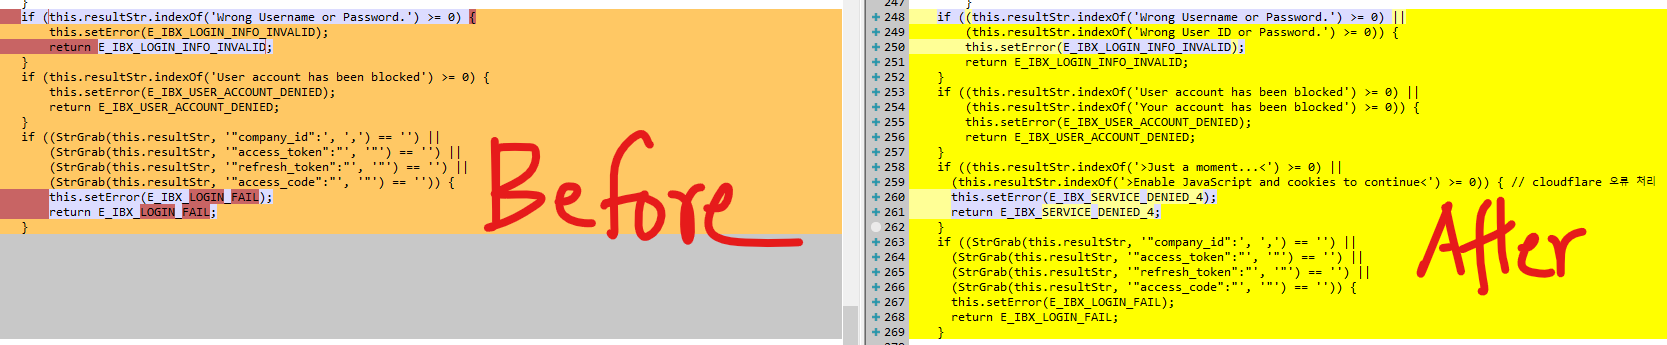 }
if (this.resultStr.indexOf('Wrong Username or Password.') >= 0) {
this.setError(E_IBX_LOGIN_INFO_INVALID);
return E_IBX_LOGIN_INFO_INVALID;
}
if (this.resultStr.indexOf('User account has been blocked') >= 0) {
this.setError(E_IBX_USER_ACCOUNT_DENIED);
return E_IBX_USER_ACCOUNT_DENIED;
}
if ((StrGrab(this.resultStr, '"company_id":', ',') == '') ||
(StrGrab(this.resultStr, '"access_token":"', '"') == '') ||
(StrGrab(this.resultStr, '"refresh_token":"', '"') == '') ||
(StrGrab(this.resultStr, '"access_code":"', '"') == '')) {
this.setError(E_IBX_LOGIN_FAIL);
return E_IBX_LOGIN_FAIL;
}
Before
247 }
248 if ((this.resultStr.indexOf('Wrong Username or Password.') >= 0) ||
249 (this.resultStr.indexOf('Wrong User ID or Password.') >= 0)) {
250 this.setError(E_IBX_LOGIN_INFO_INVALID);
251 return E_IBX_LOGIN_INFO_INVALID;
252 }
253 if ((this.resultStr.indexOf('User account has been blocked') >= 0) ||
254 (this.resultStr.indexOf('Your account has been blocked') >= 0)) {
255 this.setError(E_IBX_USER_ACCOUNT_DENIED);
256 return E_IBX_USER_ACCOUNT_DENIED;
257 }
258 if ((this.resultStr.indexOf('>Just a moment...<') >= 0) ||
259 (this.resultStr.indexOf('>Enable JavaScript and cookies to continue<') >= 0)) { // cloudflare 오류 처리
260 this.setError(E_IBX_SERVICE_DENIED_4);
261 return E_IBX_SERVICE_DENIED_4;
262 }
263 if ((StrGrab(this.resultStr, '"company_id":', ',') == '') ||
264 (StrGrab(this.resultStr, '"access_token":"', '"') == '') ||
265 (StrGrab(this.resultStr, '"refresh_token":"', '"') == '') ||
266 (StrGrab(this.resultStr, '"access_code":"', '"') == '')) {
267 this.setError(E_IBX_LOGIN_FAIL);
268 return E_IBX_LOGIN_FAIL;
269 }
After